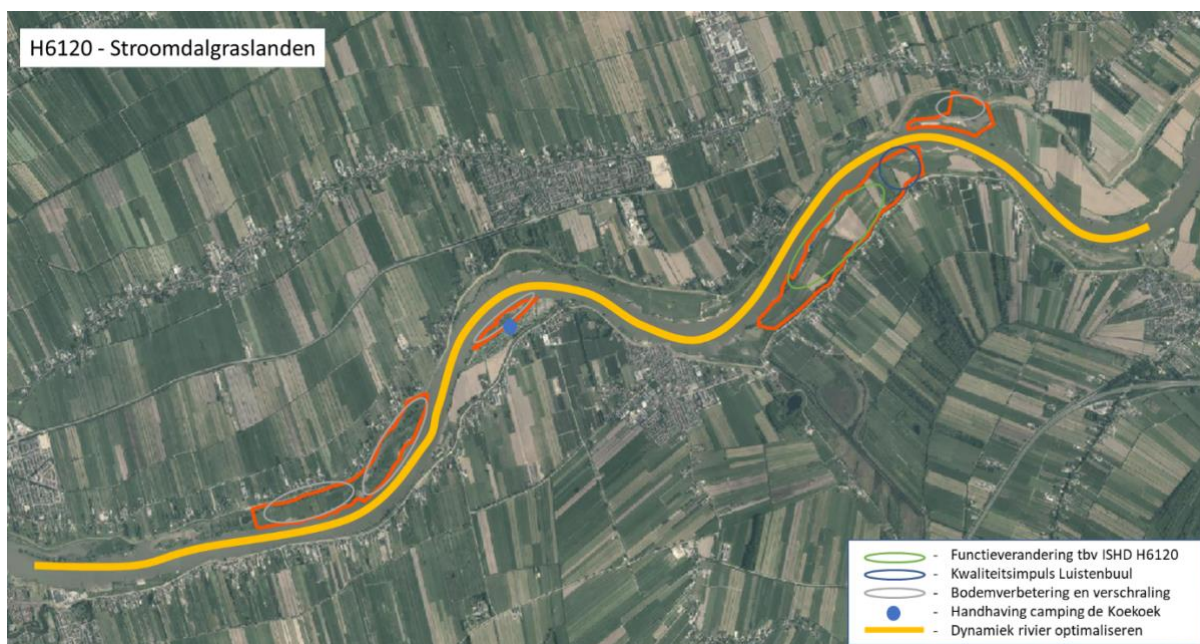 H6120 - Stroomdalgraslanden
- Functieverandering tbv ISHD H6120
- Kwaliteitsimpuls Luistenbuul
- Bodemverbetering en verschraling
- Handhaving camping de Koekoek
- Dynamiek rivier optimaliseren